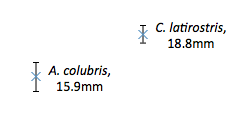 C. latirostris,
18.8mm
A. colubris,
15.9mm